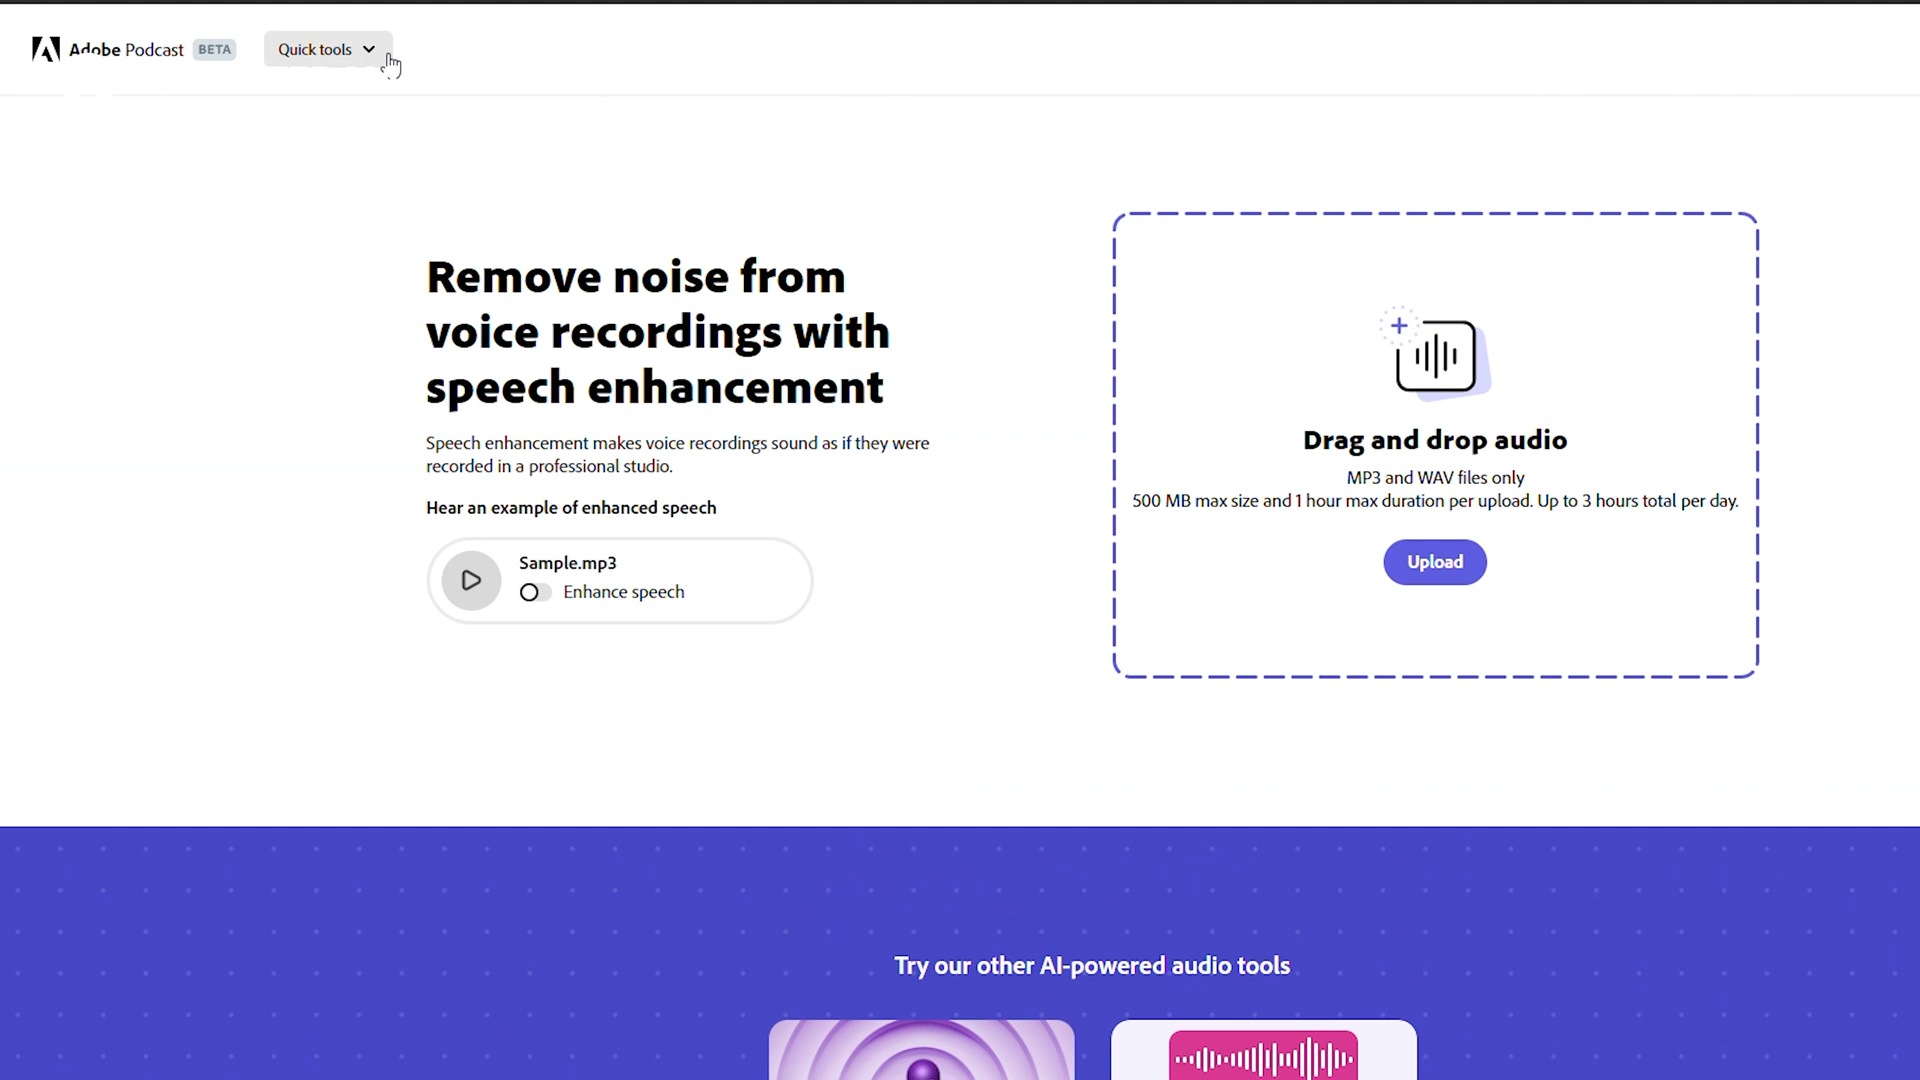 Adobe Podcast BETA Quick tools
Remove noise from
voice recordings with
speech enhancement
Speech enhancement makes voice recordings sound as if they were
recorded in a professional studio.
Hear an example of enhanced speech
Sample.mp3
Enhance speech
Drag and drop audio
MP3 and WAV files only
500 MB max size and 1 hour max duration per upload. Up to 3 hours total per day.
Upload
Try our other AI-powered audio tools